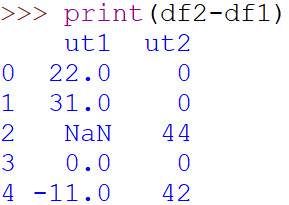 >>> print(df2-df1)
    ut1  ut2
0  22.0    0
1  31.0    0
2   NaN   44
3   0.0    0
4 -11.0   42